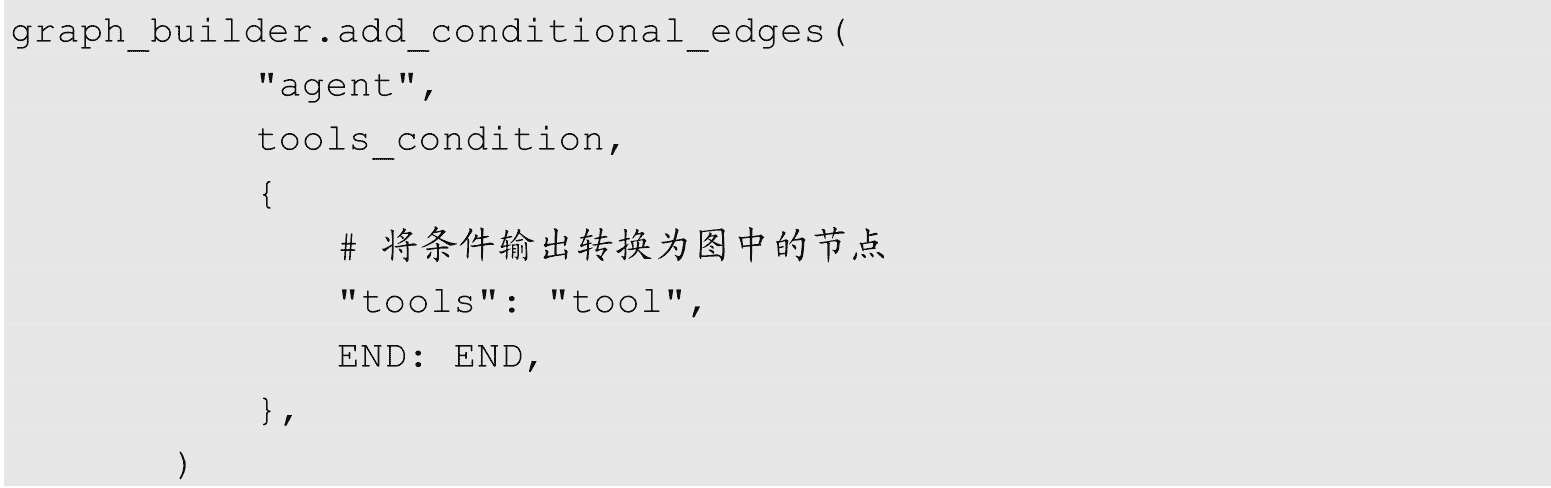 graph_builder.add_conditional_edges(
"agent",
tools_condition,
{
# 将条件输出转换为图中的节点
"tools": "tool",
END: END,
},
)